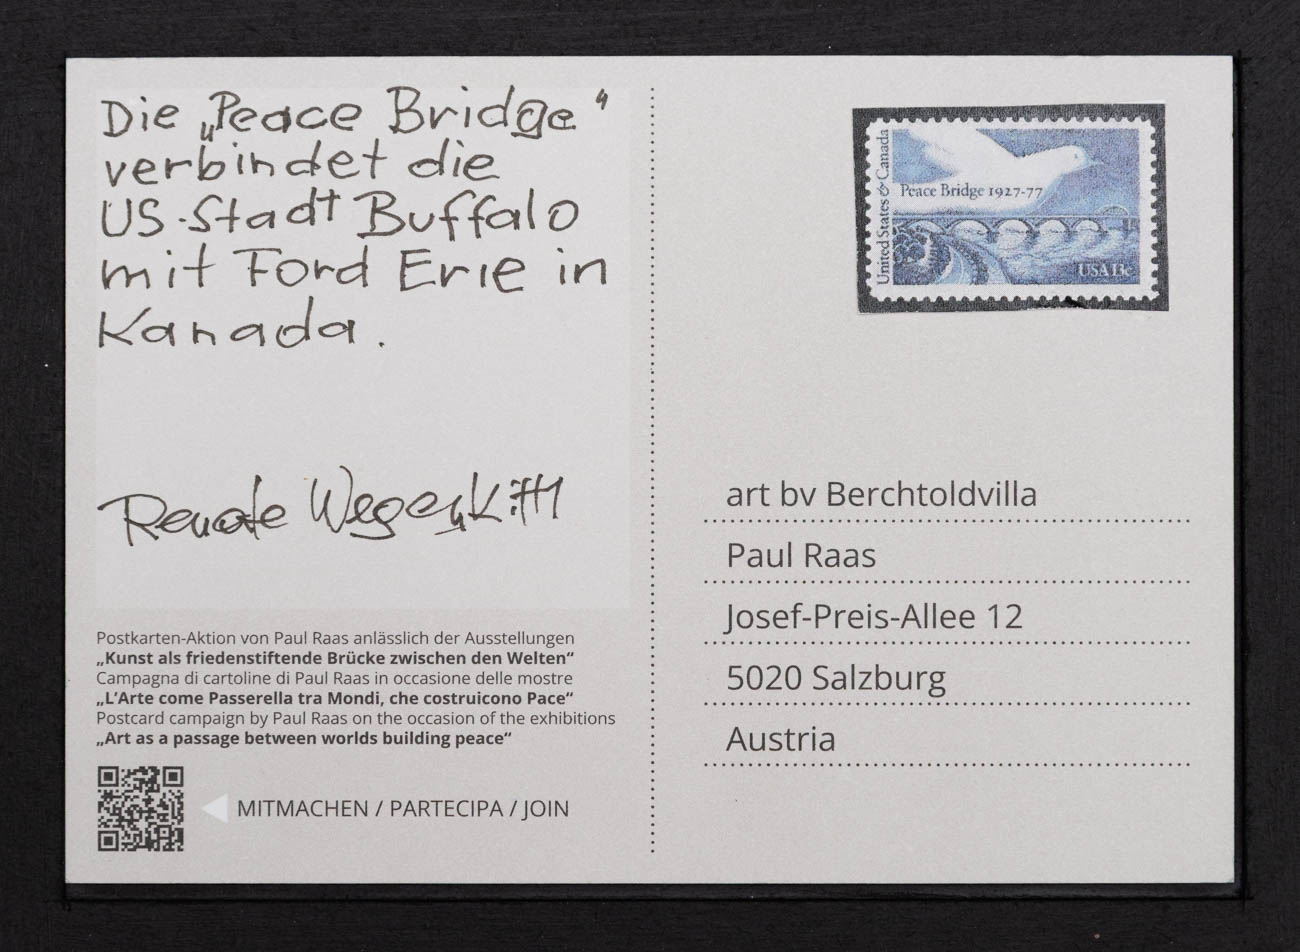 Die „Peace Bridge“
verbindet die
US-Stadt Buffalo
mit Ford Erie in
Kanada.
Renate Wegenkittl
Postkarten-Aktion von Paul Raas anlässlich der Ausstellungen
„Kunst als friedenstiftende Brücke zwischen den Welten“
Campagna di cartoline di Paul Raas in occasione delle mostre
„L’Arte come Passerella tra Mondi, che costruicono Pace“
Postcard campaign by Paul Raas on the occasion of the exhibitions
„Art as a passage between worlds building peace“
MITMACHEN / PARTECIPA / JOIN
United States & Canada
Peace Bridge 1927-77
USA 13c
art bv Berchtoldvilla
Paul Raas
Josef-Preis-Allee 12
5020 Salzburg
Austria